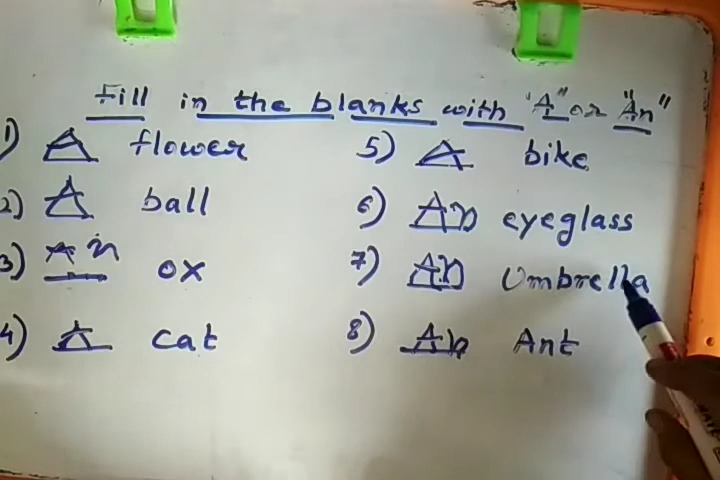 Fill in the blanks with "A" or "An"
1) A flower
2) A ball
3) An ox
4) A cat
5) A bike
6) An eyeglass
7) An Umbrella
8) An Ant